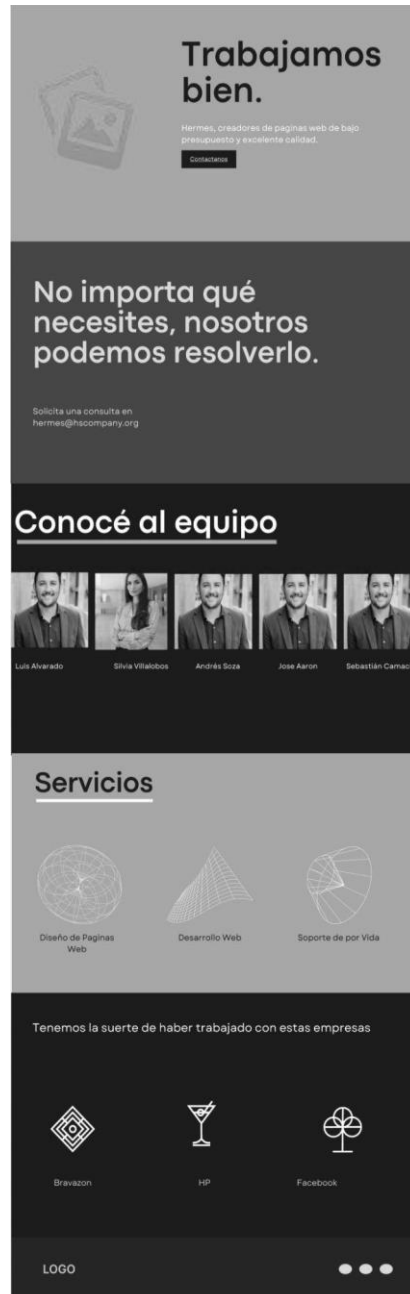 Trabajamos
bien.
Hermes, creadores de paginas web de bajo
presupuesto y excelente calidad.
Contactanos
No importa qué
necesites, nosotros
podemos resolverlo.
Solicita una consulta en
hermes@hscompany.org
Conocé al equipo
Luis Alvarado
Silvia Villalobos
Andrés Soza
Jose Aaron
Sebastián Camac
Servicios
Diseño de Paginas
Web
Desarrollo Web
Soporte de por Vida
Tenemos la suerte de haber trabajado con estas empresas
Bravazon
HP
Facebook
LOGO